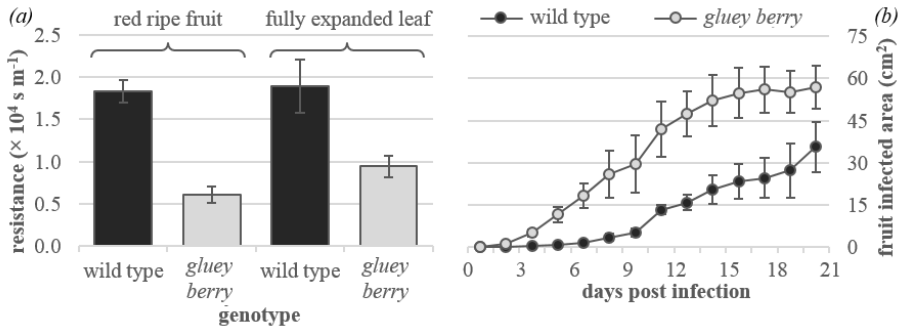 (a)
red ripe fruit
fully expanded leaf
resistance (× 10⁴ s m⁻¹)
2.5
2.0
1.5
1.0
0.5
0.0
wild type
gluey
berry
wild type
gluey
berry
genotype
wild type
gluey berry
(b)
75
60
45
30
15
0
fruit infected area (cm²)
0 3 6 9 12 15 18 21
days post infection